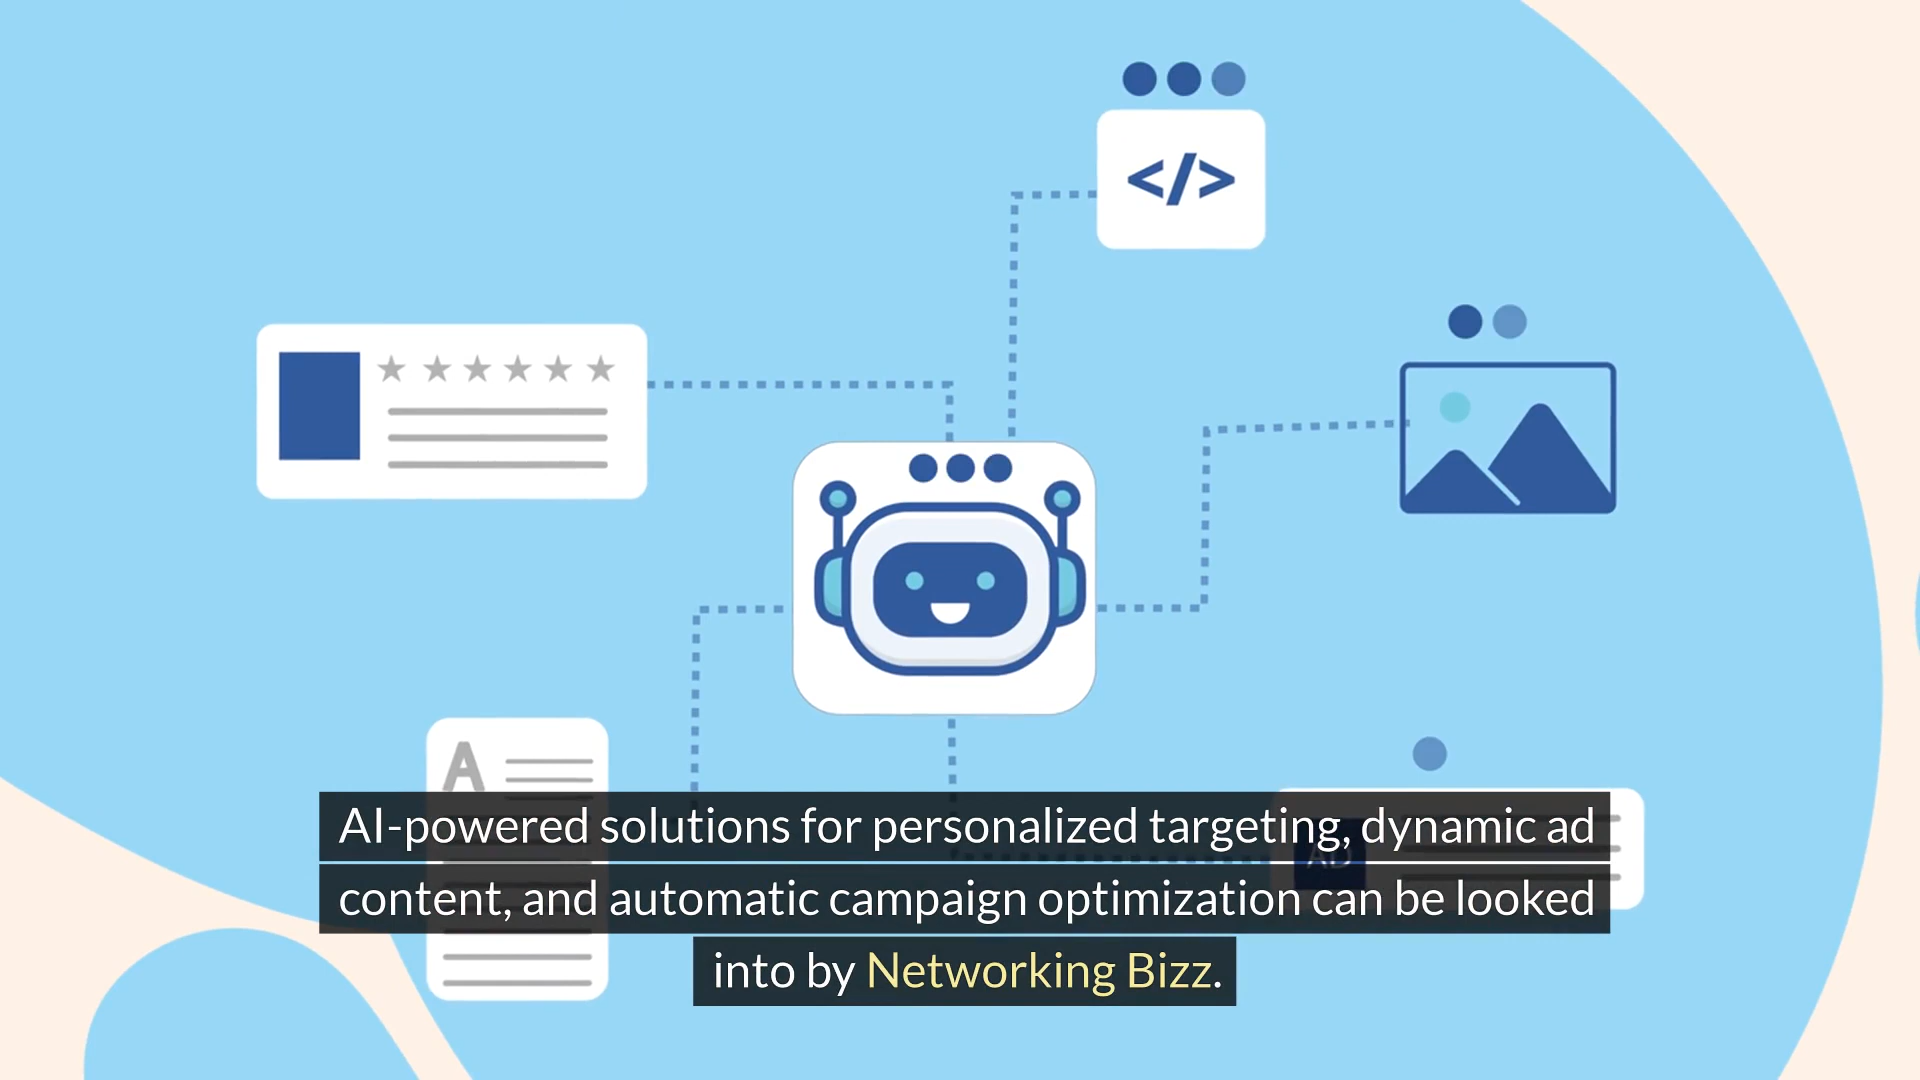 </>
A
AD
AI-powered solutions for personalized targeting, dynamic ad
content, and automatic campaign optimization can be looked
into by Networking Bizz.